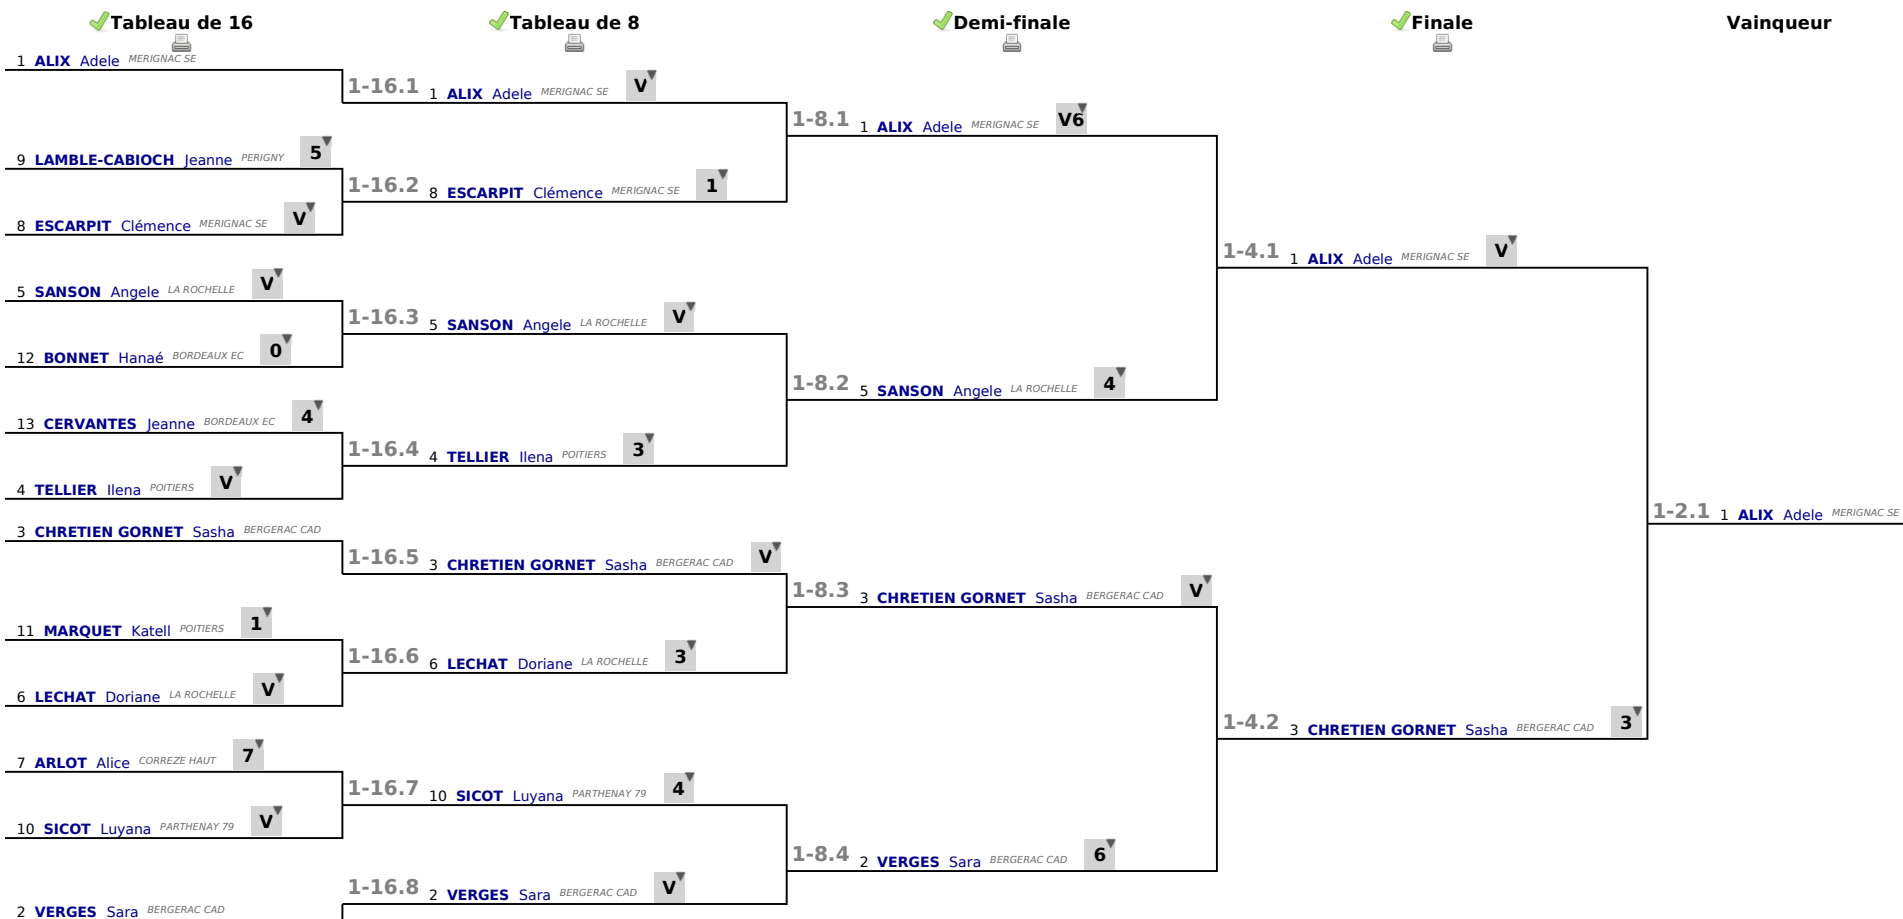 Tableau de 16
Tableau de 8
Demi-finale
Finale
Vainqueur
1 ALIX Adele MERIGNAC SE
9 LAMBLE-CABIOCH Jeanne PERIGNY 5
8 ESCARPIT Clémence MERIGNAC SE V
5 SANSON Angele LA ROCHELLE V
12 BONNET Hanaé BORDEAUX EC 0
13 CERVANTES Jeanne BORDEAUX EC 4
4 TELLIER Ilena POITIERS V
3 CHRETIEN GORNET Sasha BERGERAC CAD
11 MARQUET Katell POITIERS 1
6 LECHAT Doriane LA ROCHELLE V
7 ARLOT Alice CORREZE HAUT 7
10 SICOT Luyana PARTHENAY 79 V
2 VERGES Sara BERGERAC CAD
1-16.1 1 ALIX Adele MERIGNAC SE V
1-16.2 8 ESCARPIT Clémence MERIGNAC SE 1
1-16.3 5 SANSON Angele LA ROCHELLE V
1-16.4 4 TELLIER Ilena POITIERS 3
1-16.5 3 CHRETIEN GORNET Sasha BERGERAC CAD V
1-16.6 6 LECHAT Doriane LA ROCHELLE 3
1-16.7 10 SICOT Luyana PARTHENAY 79 4
1-16.8 2 VERGES Sara BERGERAC CAD V
1-8.1 1 ALIX Adele MERIGNAC SE V6
1-8.2 5 SANSON Angele LA ROCHELLE 4
1-8.3 3 CHRETIEN GORNET Sasha BERGERAC CAD V
1-8.4 2 VERGES Sara BERGERAC CAD 6
1-4.1 1 ALIX Adele MERIGNAC SE V
1-4.2 3 CHRETIEN GORNET Sasha BERGERAC CAD 3
1-2.1 1 ALIX Adele MERIGNAC SE